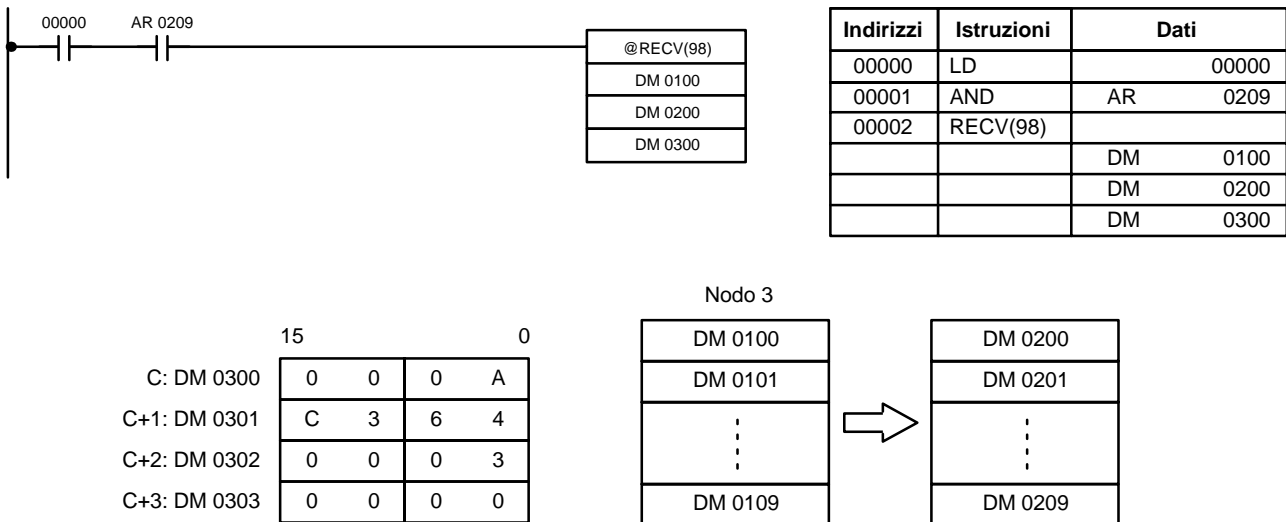 00000 AR 0209
@RECV(98)
DM 0100
DM 0200
DM 0300
Indirizzi Istruzioni Dati
00000 LD 00000
00001 AND AR 0209
00002 RECV(98)
DM 0100
DM 0200
DM 0300
15 0
C: DM 0300 0 0 0 A
C+1: DM 0301 C 3 6 4
C+2: DM 0302 0 0 0 3
C+3: DM 0303 0 0 0 0
Nodo 3
DM 0100 DM 0200
DM 0101 DM 0201
DM 0109 DM 0209